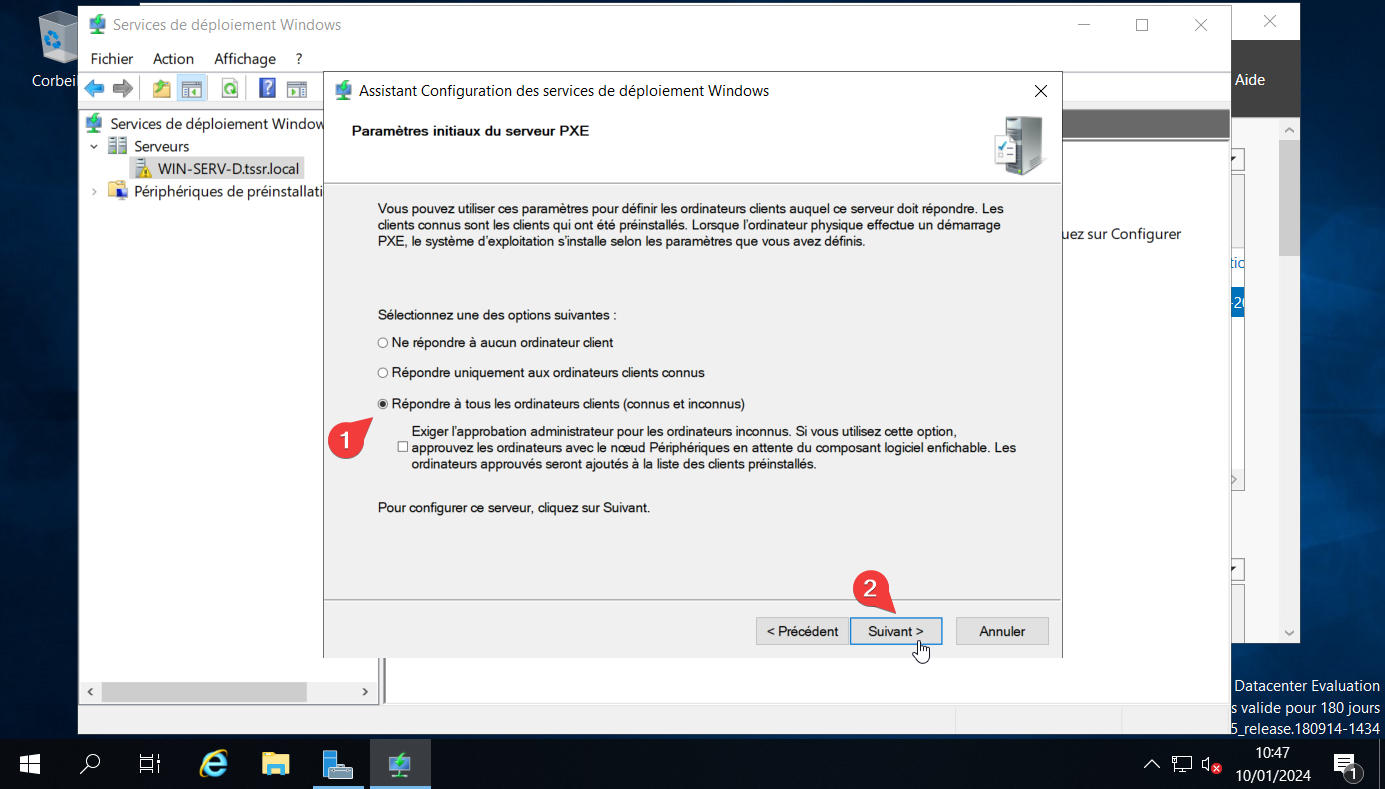 Corbei
Services de déploiement Windows
Fichier Action Affichage ?
Aide
Services de déploiement Window
Serveurs
WIN-SERV-D.tssr.local
Périphériques de préinstallati
Assistant Configuration des services de déploiement Windows
Paramètres initiaux du serveur PXE
Vous pouvez utiliser ces paramètres pour définir les ordinateurs clients auquel ce serveur doit répondre. Les
clients connus sont les clients qui ont été préinstallés. Lorsque l'ordinateur physique effectue un démarrage
PXE, le système d'exploitation s'installe selon les paramètres que vous avez définis.
uez sur Configurer
Sélectionnez une des options suivantes :
Ne répondre à aucun ordinateur client
Répondre uniquement aux ordinateurs clients connus
Répondre à tous les ordinateurs clients (connus et inconnus)
1
Exiger l'approbation administrateur pour les ordinateurs inconnus. Si vous utilisez cette option,
approuvez les ordinateurs avec le nœud Périphériques en attente du composant logiciel enfichable. Les
ordinateurs approuvés seront ajoutés à la liste des clients préinstallés.
Pour configurer ce serveur, cliquez sur Suivant.
2
< Précédent Suivant > Annuler
tio
-20
Datacenter Evaluation
s valide pour 180 jours
5_release.180914-1434
10:47
10/01/2024
1